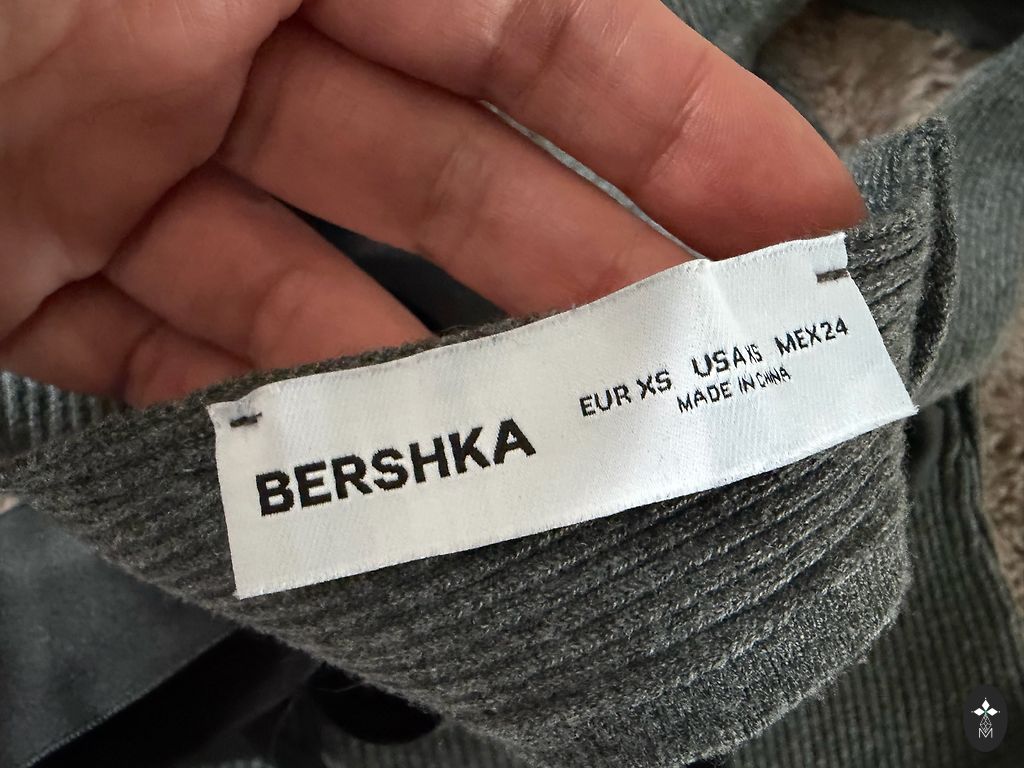 BERSHKA
EUR XS USA XS MEX 24
MADE IN CHINA
M